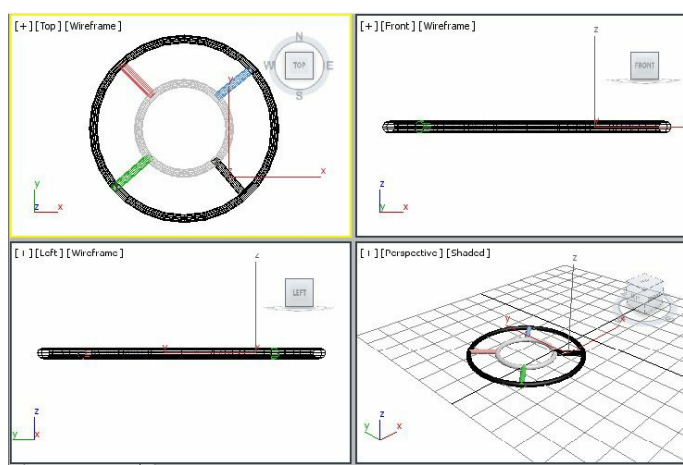 [+] [Top] [Wireframe]
N
W TOP E
S
y
x
y
z x
[+] [Front] [Wireframe]
z
FRONT
x
z
y x
[+] [Left] [Wireframe]
z
LEFT
z
y x
[+] [Perspective] [Shaded]
z
x
y
z
y x